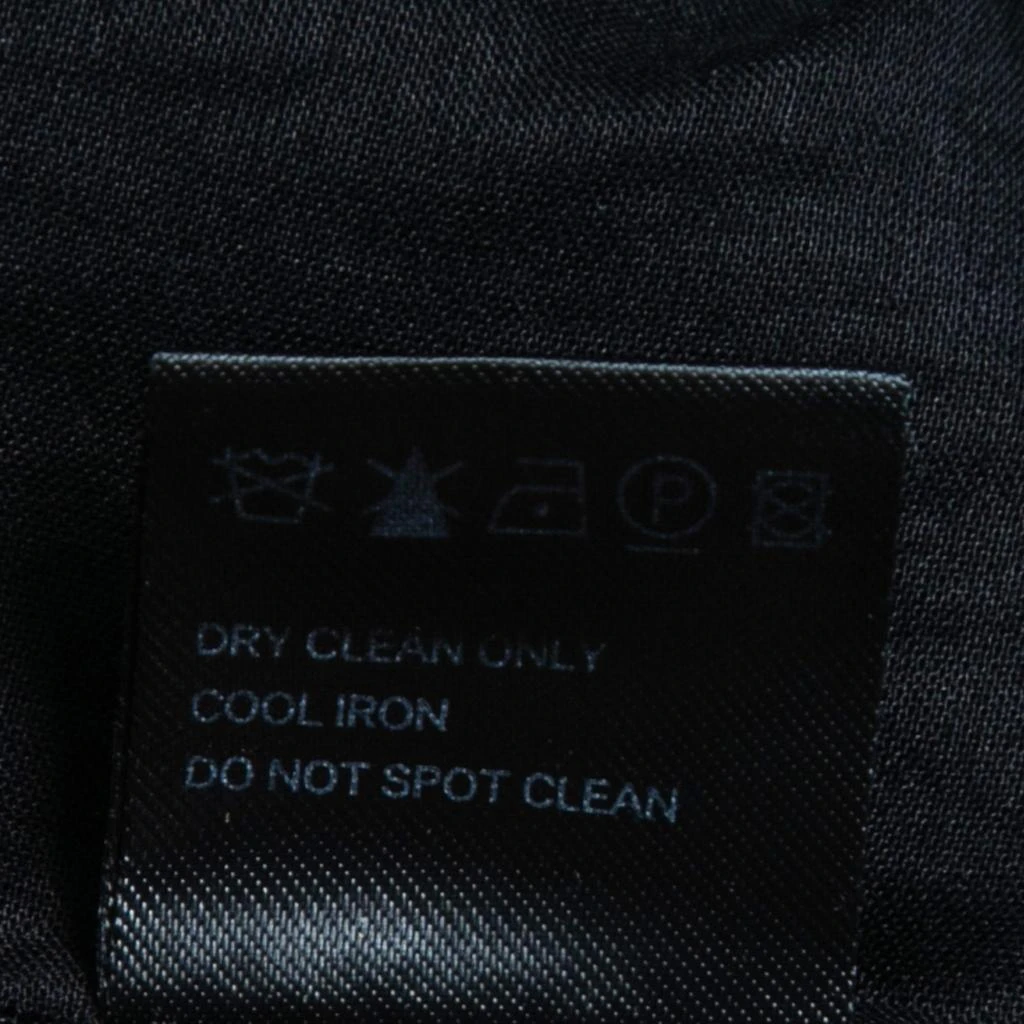 P
DRY CLEAN ONLY
COOL IRON
DO NOT SPOT CLEAN